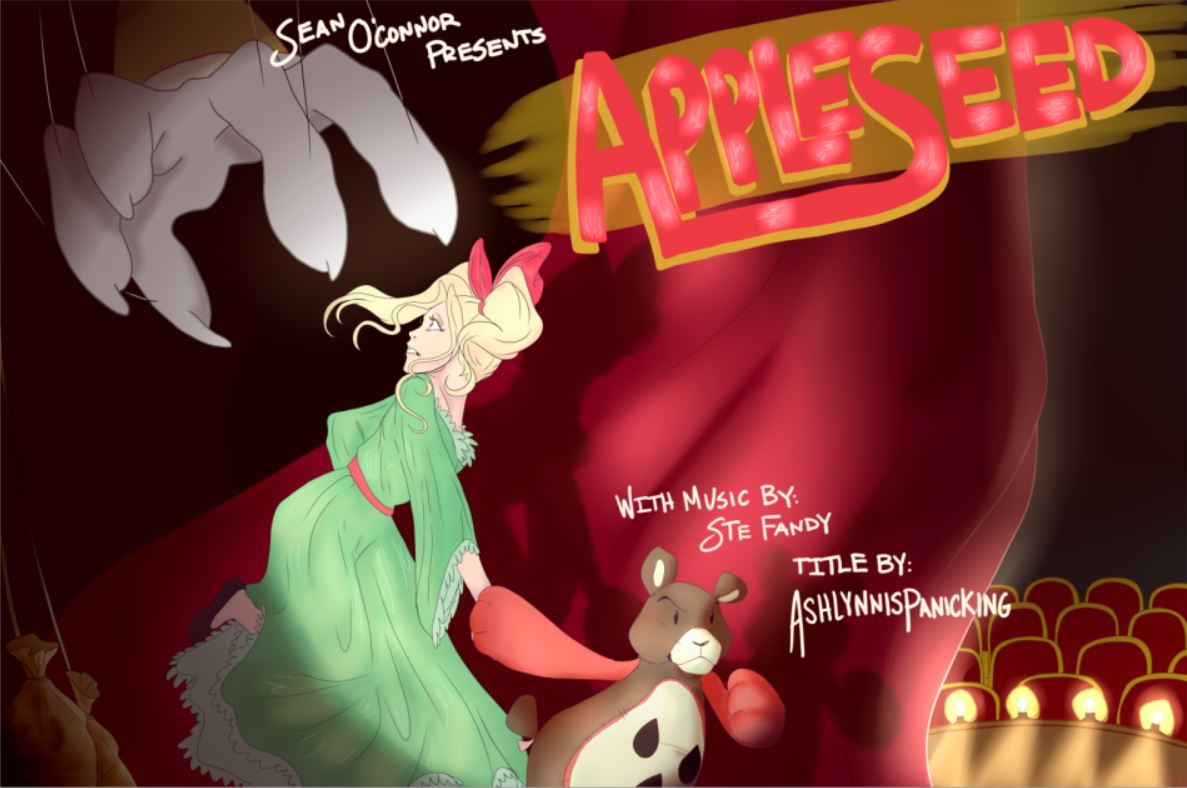 SEAN O'CONNOR
PRESENTS
APPLESEED
WITH MUSIC BY:
STE FANDY
TITLE BY:
ASHLYNNISPANICKING